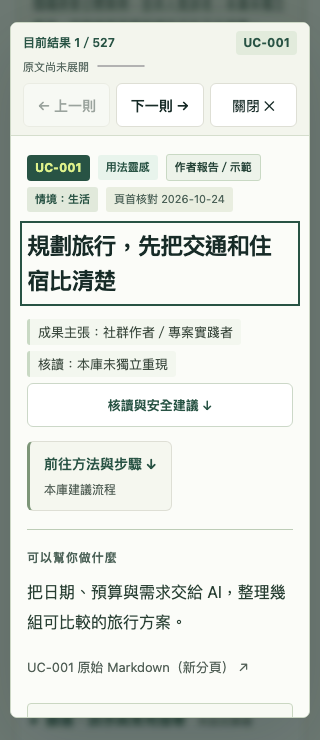 目前結果 1 / 527
UC-001
原文尚未展開
← 上一則
下一則 →
關閉 ×
UC-001
用法靈感
作者報告 / 示範
情境：生活
頁首核對 2026-10-24
規劃旅行，先把交通和住
宿比清楚
成果主張：社群作者 / 專案實踐者
核讀：本庫未獨立重現
核讀與安全建議 ↓
前往方法與步驟 ↓
本庫建議流程
可以幫你做什麼
把日期、預算與需求交給 AI，整理幾
組可比較的旅行方案。
UC-001 原始 Markdown（新分頁） ↗